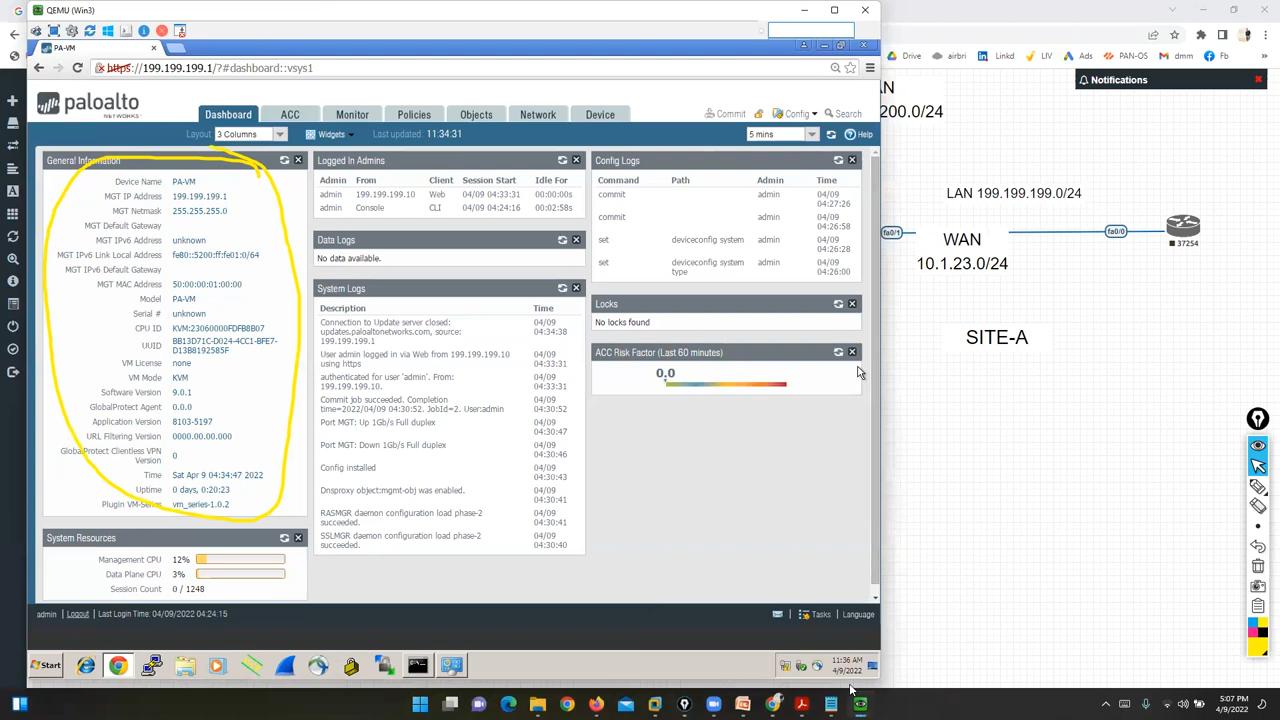 QEMU (Win3)
PA-VM
https://199.199.199.1/?#dashboard::vsys1
paloalto
NETWORKS
Dashboard
ACC
Monitor
Policies
Objects
Network
Device
Commit
Config
Search
Layout
3 Columns
Widgets
Last updated: 11:34:31
5 mins
Help
General Information
Device Name PA-VM
MGT IP Address 199.199.199.1
MGT Netmask 255.255.255.0
MGT Default Gateway
MGT IPv6 Address unknown
MGT IPv6 Link Local Address fe80::5200:ff:fe01:0/64
MGT IPv6 Default Gateway
MGT MAC Address 50:00:00:01:00:00
Model PA-VM
Serial # unknown
CPU ID KVM:23060000FDFB8B07
UUID BB13D71C-D024-4CC1-BFE7-
D13B8192585F
VM License none
VM Mode KVM
Software Version 9.0.1
GlobalProtect Agent 0.0.0
Application Version 8103-5197
URL Filtering Version 0000.00.00.000
GlobalProtect Clientless VPN
Version 0
Time Sat Apr 9 04:34:47 2022
Uptime 0 days, 0:20:23
Plugin VM-Series vm_series-1.0.2
System Resources
Management CPU 12%
Data Plane CPU 3%
Session Count 0 / 1248
Logged In Admins
Admin From Client Session Start Idle For
admin 199.199.199.10 Web 04/09 04:33:31 00:00:00s
admin Console CLI 04/09 04:24:16 00:02:58s
Data Logs
No data available.
System Logs
Description Time
Connection to Update server closed: 04/09
updates.paloaltonetworks.com, source: 04:34:38
199.199.199.1
User admin logged in via Web from 199.199.199.10 04/09
using https 04:33:31
authenticated for user 'admin'. From: 04/09
199.199.199.10. 04:33:31
Commit job succeeded. Completion 04/09
time=2022/04/09 04:30:52. JobId=2. User:admin 04:30:52
Port MGT: Up 1Gb/s Full duplex 04/09
04:30:47
Port MGT: Down 1Gb/s Full duplex 04/09
04:30:46
Config installed 04/09
04:30:43
Dnsproxy object:mgmt-obj was enabled. 04/09
04:30:41
RASMGR daemon configuration load phase-2 04/09
succeeded. 04:30:41
SSLMGR daemon configuration load phase-2 04/09
succeeded. 04:30:40
Config Logs
Command Path Admin Time
commit admin 04/09
04:27:26
commit admin 04/09
04:26:58
set deviceconfig system admin 04/09
04:26:28
set deviceconfig system admin 04/09
type 04:26:00
Locks
No locks found
ACC Risk Factor (Last 60 minutes)
0.0
admin
Logout
Last Login Time: 04/09/2022 04:24:15
Tasks
Language
Start
11:36 AM
4/9/2022
Drive
airbri
Linkd
LIV
Ads
PAN-OS
dmm
Fb
Notifications
AN
200.0/24
LAN 199.199.199.0/24
fa0/1
fa0/0
WAN
10.1.23.0/24
37254
SITE-A
5:07 PM
4/9/2022